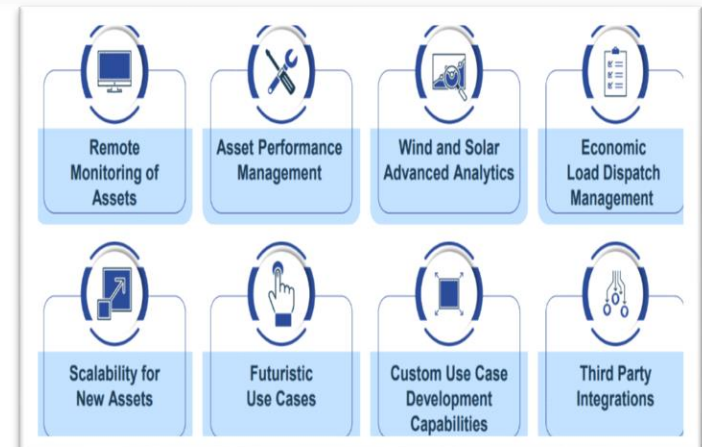 Remote
Monitoring of
Assets
Asset Performance
Management
Wind and Solar
Advanced Analytics
Economic
Load Dispatch
Management
Scalability for
New Assets
Futuristic
Use Cases
Custom Use Case
Development
Capabilities
Third Party
Integrations